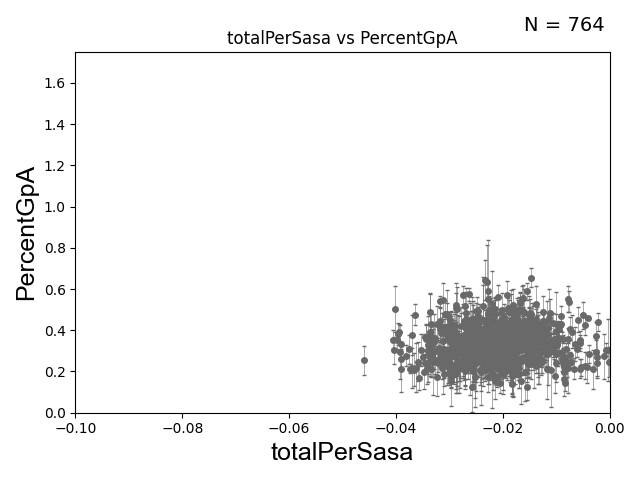 N = 764
totalPerSasa vs PercentGpA
PercentGpA
1.6
1.4
1.2
1.0
0.8
0.6
0.4
0.2
0.0
−0.10 −0.08 −0.06 −0.04 −0.02 0.00
totalPerSasa